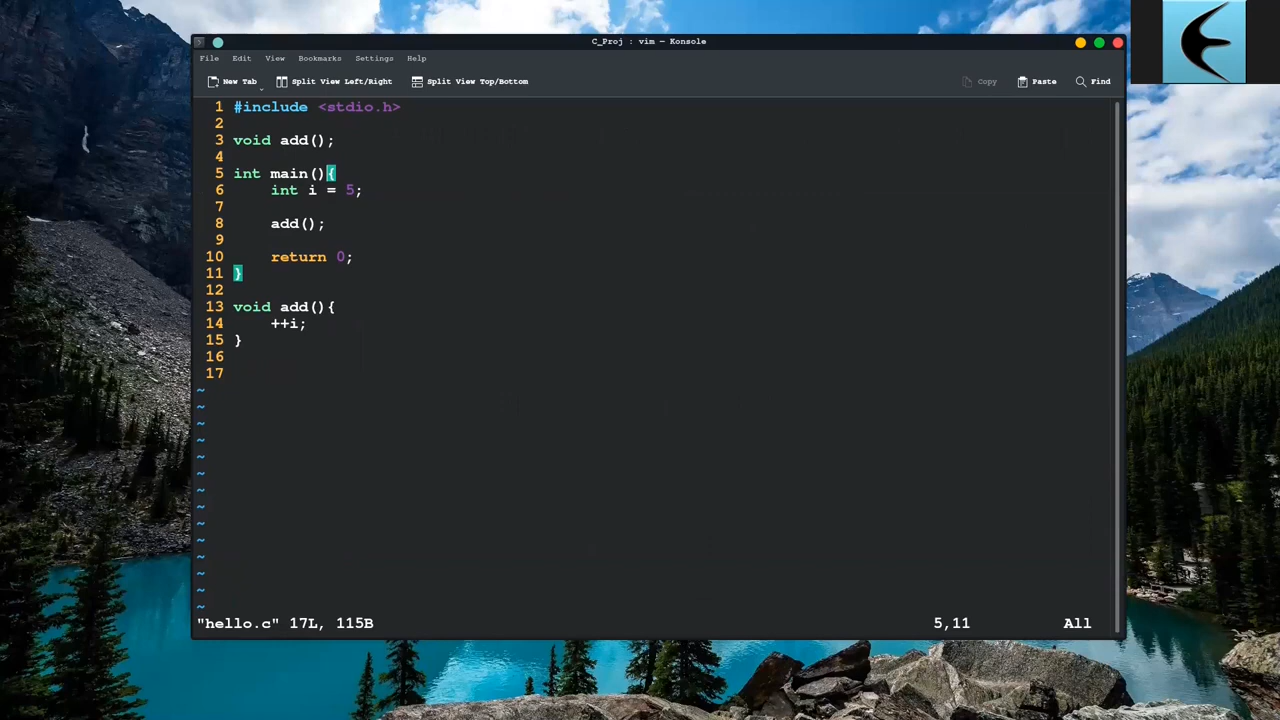 C_Proj : vim — Konsole
File Edit View Bookmarks Settings Help
New Tab Split View Left/Right Split View Top/Bottom Copy Paste Find
1 #include <stdio.h>
2
3 void add();
4
5 int main(){
6     int i = 5;
7
8     add();
9
10     return 0;
11 }
12
13 void add(){
14     ++i;
15 }
16
17
~
~
~
~
~
~
~
~
~
~
~
~
~
~
"hello.c" 17L, 115B 5,11 All